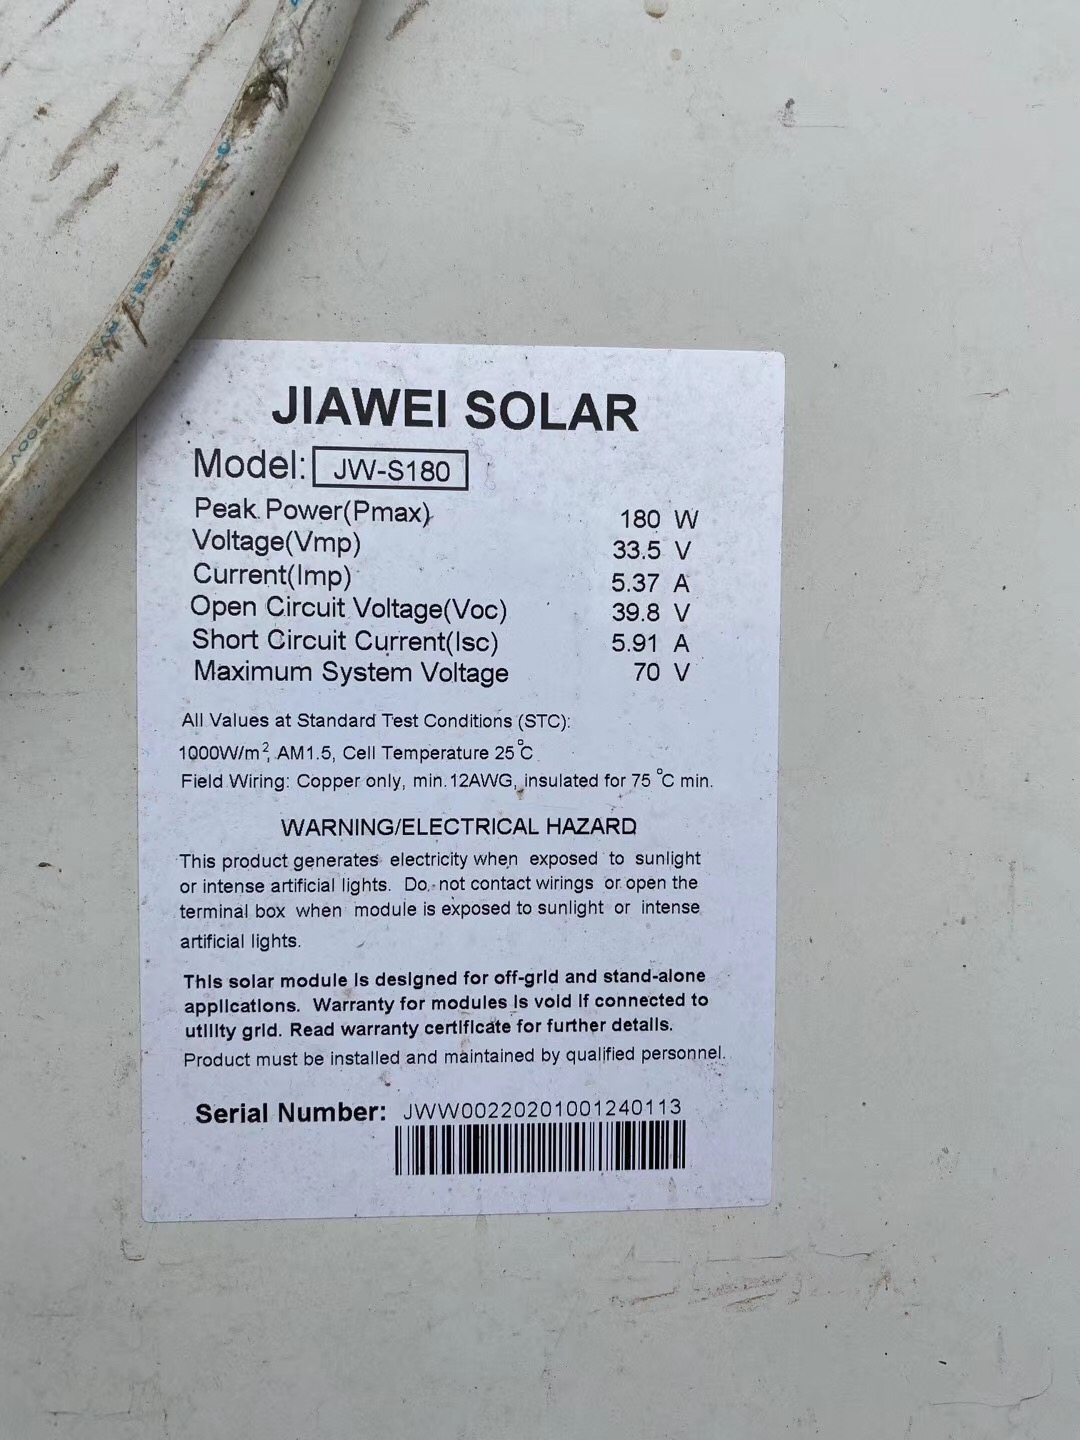 JIAWEI SOLAR
Model: JW-S180
Peak Power(Pmax) 180 W
Voltage(Vmp) 33.5 V
Current(Imp) 5.37 A
Open Circuit Voltage(Voc) 39.8 V
Short Circuit Current(Isc) 5.91 A
Maximum System Voltage 70 V
All Values at Standard Test Conditions (STC):
1000W/m², AM1.5, Cell Temperature 25°C
Field Wiring: Copper only, min.12AWG, insulated for 75 °C min.
WARNING/ELECTRICAL HAZARD
This product generates electricity when exposed to sunlight
or intense artificial lights. Do not contact wirings or open the
terminal box when module is exposed to sunlight or intense
artificial lights.
This solar module is designed for off-grid and stand-alone
applications. Warranty for modules is void if connected to
utility grid. Read warranty certificate for further details.
Product must be installed and maintained by qualified personnel.
Serial Number: JWW00220201001240113